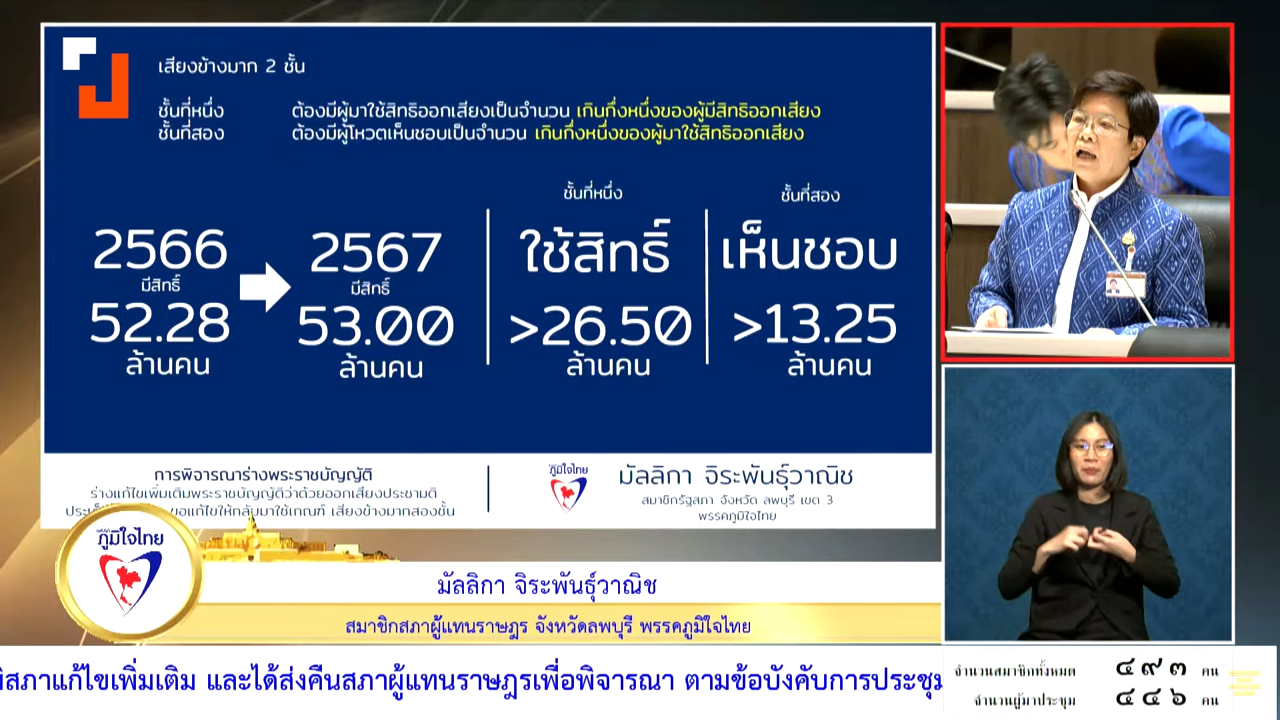 เสียงข้างมาก 2 ชั้น
ชั้นที่หนึ่ง ต้องมีผู้มาใช้สิทธิออกเสียงเป็นจำนวน เกินกึ่งหนึ่งของผู้มีสิทธิออกเสียง
ชั้นที่สอง ต้องมีผู้โหวตเห็นชอบเป็นจำนวน เกินกึ่งหนึ่งของผู้มาใช้สิทธิออกเสียง
2566
มีสิทธิ์
52.28
ล้านคน
2567
มีสิทธิ์
53.00
ล้านคน
ชั้นที่หนึ่ง
ใช้สิทธิ์
>26.50
ล้านคน
ชั้นที่สอง
เห็นชอบ
>13.25
ล้านคน
การพิจารณาร่างพระราชบัญญัติ
ร่างแก้ไขเพิ่มเติมพระราชบัญญัติว่าด้วยออกเสียงประชามติ
ขอแก้ไขให้กลับมาใช้เกณฑ์ เสียงข้างมากสองชั้น
ภูมิใจไทย
มัลลิกา จิระพันธุ์วาณิช
สมาชิกรัฐสภา จังหวัด ลพบุรี เขต 3
พรรคภูมิใจไทย
ภูมิใจไทย
มัลลิกา จิระพันธุ์วาณิช
สมาชิกสภาผู้แทนราษฎร จังหวัดลพบุรี พรรคภูมิใจไทย
สภาแก้ไขเพิ่มเติม และได้ส่งคืนสภาผู้แทนราษฎรเพื่อพิจารณา ตามข้อบังคับการประชุม
จำนวนสมาชิกทั้งหมด ๔๙๓ คน
จำนวนผู้มาประชุม ๔๔๖ คน